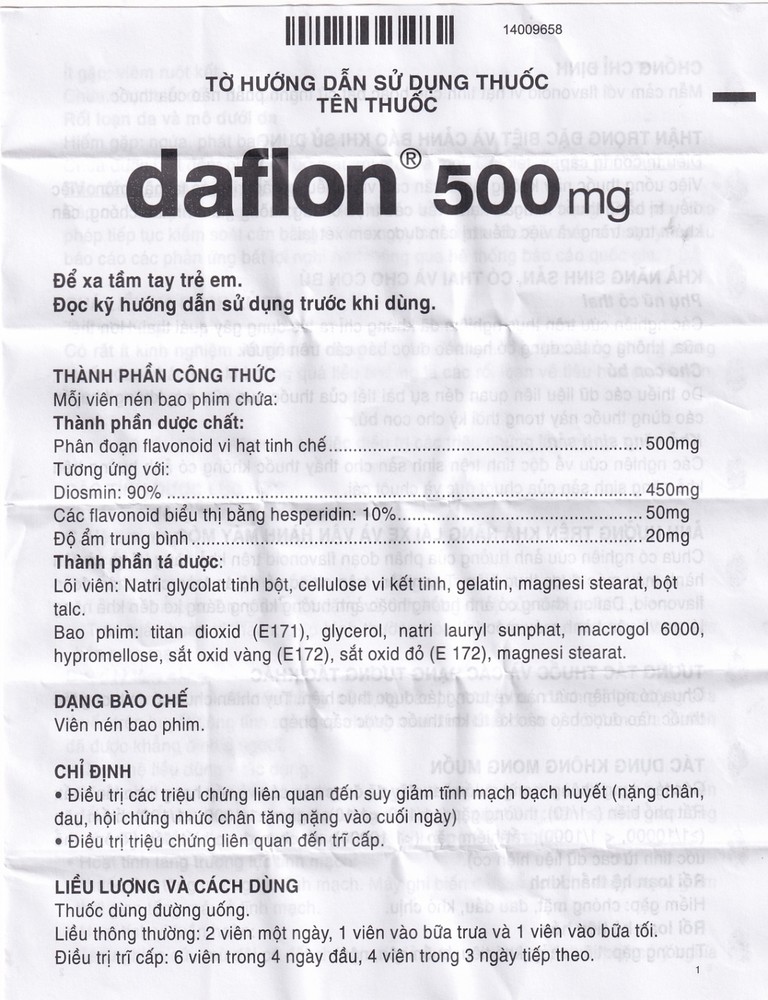 14009658
TỜ HƯỚNG DẪN SỬ DỤNG THUỐC
TÊN THUỐC
daflon® 500mg
Để xa tầm tay trẻ em.
Đọc kỹ hướng dẫn sử dụng trước khi dùng.
THÀNH PHẦN CÔNG THỨC
Mỗi viên nén bao phim chứa:
Thành phần dược chất:
Phân đoạn flavonoid vi hạt tinh chế.......................................................500mg
Tương ứng với:
Diosmin: 90% ...................................................................................450mg
Các flavonoid biểu thị bằng hesperidin: 10%...........................................50mg
Độ ẩm trung bình................................................................................20mg
Thành phần tá dược:
Lõi viên: Natri glycolat tinh bột, cellulose vi kết tinh, gelatin, magnesi stearat, bột
talc.
Bao phim: titan dioxid (E171), glycerol, natri lauryl sunphat, macrogol 6000,
hypromellose, sắt oxid vàng (E172), sắt oxid đỏ (E 172), magnesi stearat.
DẠNG BÀO CHẾ
Viên nén bao phim.
CHỈ ĐỊNH
• Điều trị các triệu chứng liên quan đến suy giảm tĩnh mạch bạch huyết (nặng chân,
đau, hội chứng nhức chân tăng nặng vào cuối ngày)
• Điều trị triệu chứng liên quan đến trĩ cấp.
LIỀU LƯỢNG VÀ CÁCH DÙNG
Thuốc dùng đường uống.
Liều thông thường: 2 viên một ngày, 1 viên vào bữa trưa và 1 viên vào bữa tối.
Điều trị trĩ cấp: 6 viên trong 4 ngày đầu, 4 viên trong 3 ngày tiếp theo.
1